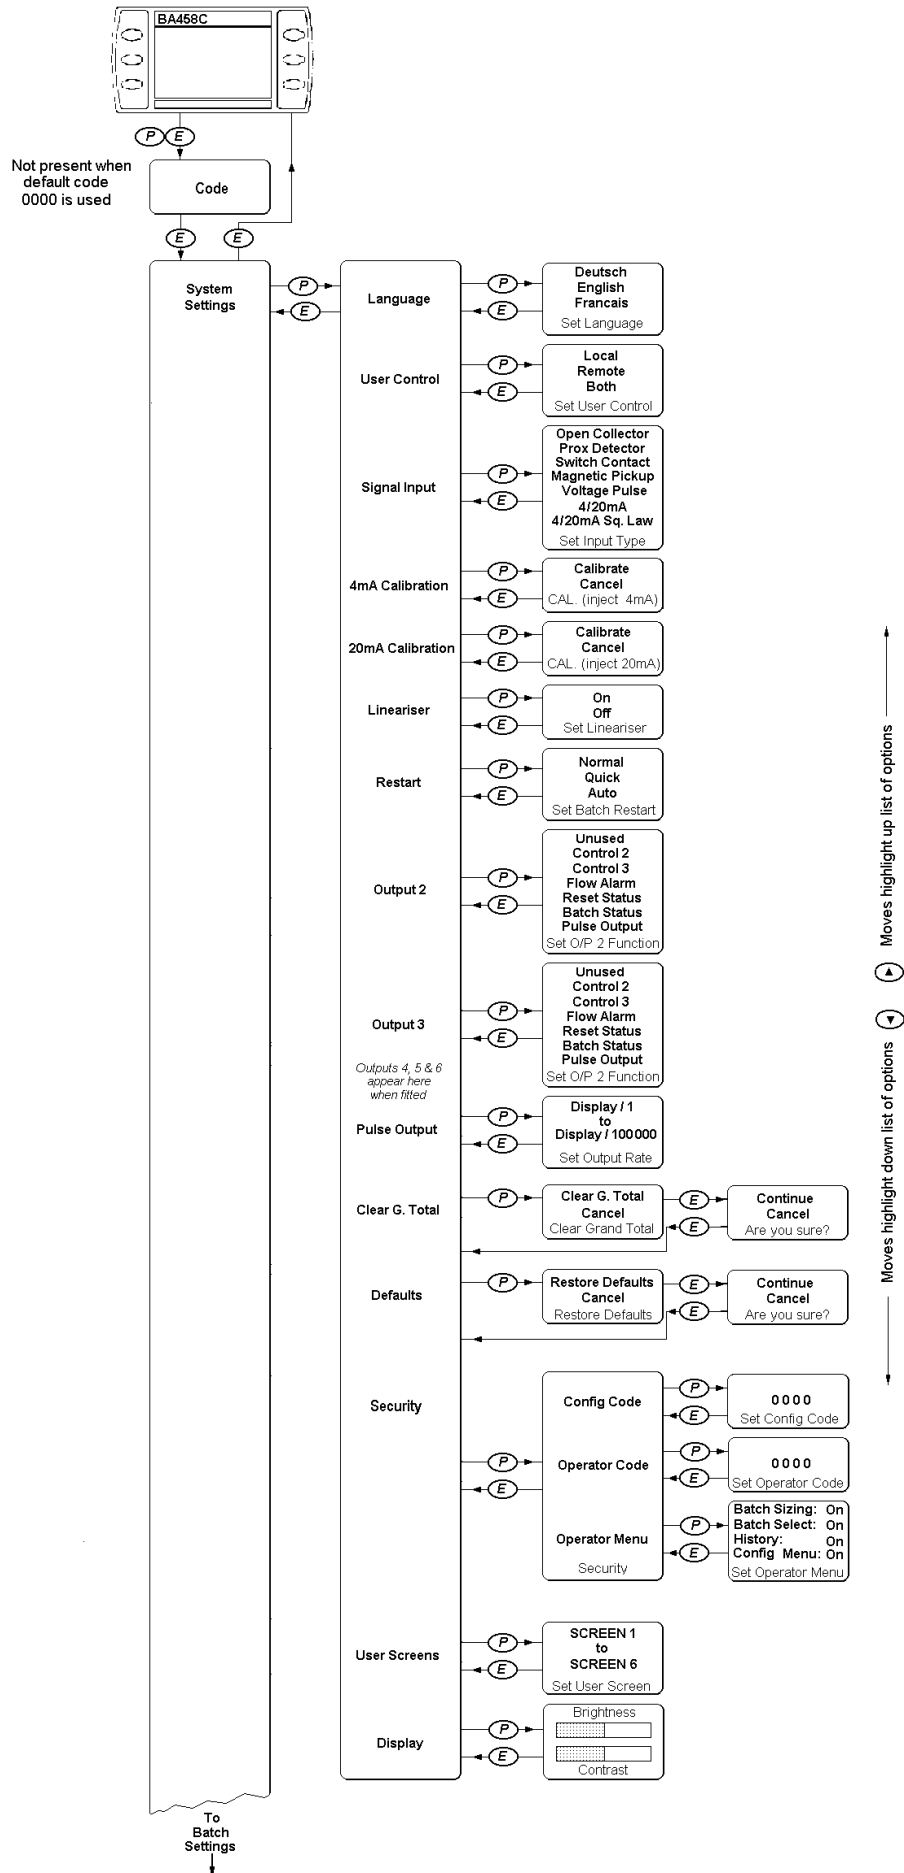 BA458C
P E
Not present when
default code
0000 is used
Code
E E
System
Settings
P
E
Language
P
E
Deutsch
English
Francais
Set Language
User Control
P
E
Local
Remote
Both
Set User Control
Signal Input
P
E
Open Collector
Prox Detector
Switch Contact
Magnetic Pickup
Voltage Pulse
4/20mA
4/20mA Sq. Law
Set Input Type
4mA Calibration
P
E
Calibrate
Cancel
CAL. (inject 4mA)
20mA Calibration
P
E
Calibrate
Cancel
CAL. (inject 20mA)
Lineariser
P
E
On
Off
Set Lineariser
Restart
P
E
Normal
Quick
Auto
Set Batch Restart
Output 2
P
E
Unused
Control 2
Control 3
Flow Alarm
Reset Status
Batch Status
Pulse Output
Set O/P 2 Function
Output 3
P
E
Unused
Control 2
Control 3
Flow Alarm
Reset Status
Batch Status
Pulse Output
Set O/P 2 Function
Outputs 4, 5 & 6
appear here
when fitted
Pulse Output
P
E
Display / 1
to
Display / 100000
Set Output Rate
Clear G. Total
P
Clear G. Total
Cancel
Clear Grand Total
E
E
Continue
Cancel
Are you sure?
Defaults
P
Restore Defaults
Cancel
Restore Defaults
E
E
Continue
Cancel
Are you sure?
Security
P
E
Config Code
P
E
0000
Set Config Code
Operator Code
P
E
0000
Set Operator Code
Operator Menu
Security
P
E
Batch Sizing: On
Batch Select: On
History: On
Config Menu: On
Set Operator Menu
User Screens
P
E
SCREEN 1
to
SCREEN 6
Set User Screen
Display
P
E
Brightness
Contrast
To
Batch
Settings
Moves highlight up list of options
Moves highlight down list of options